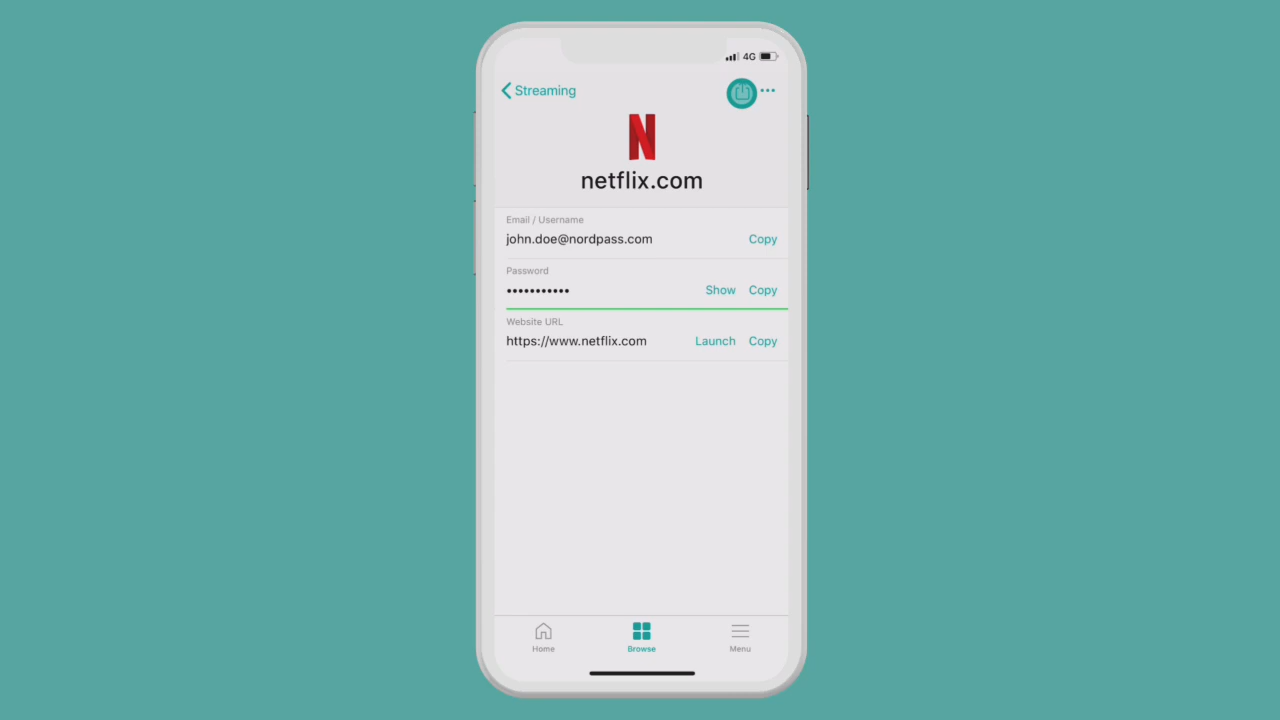 4G
Streaming
netflix.com
Email / Username
john.doe@nordpass.com Copy
Password
••••••••••• Show Copy
Website URL
https://www.netflix.com Launch Copy
Home Browse Menu